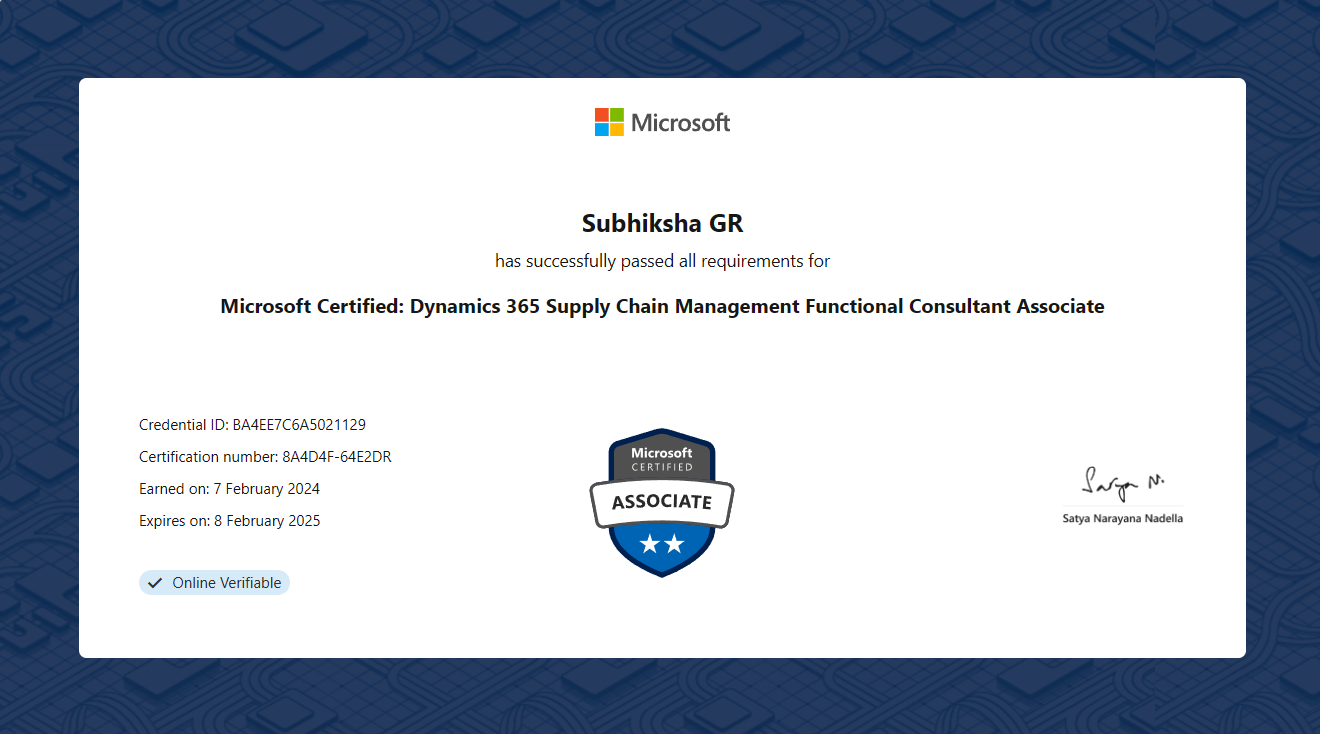 Microsoft
Subhiksha GR
has successfully passed all requirements for
Microsoft Certified: Dynamics 365 Supply Chain Management Functional Consultant Associate
Credential ID: BA4EE7C6A5021129
Certification number: 8A4D4F-64E2DR
Earned on: 7 February 2024
Expires on: 8 February 2025
Online Verifiable
Microsoft
CERTIFIED
ASSOCIATE
Satya N.
Satya Narayana Nadella